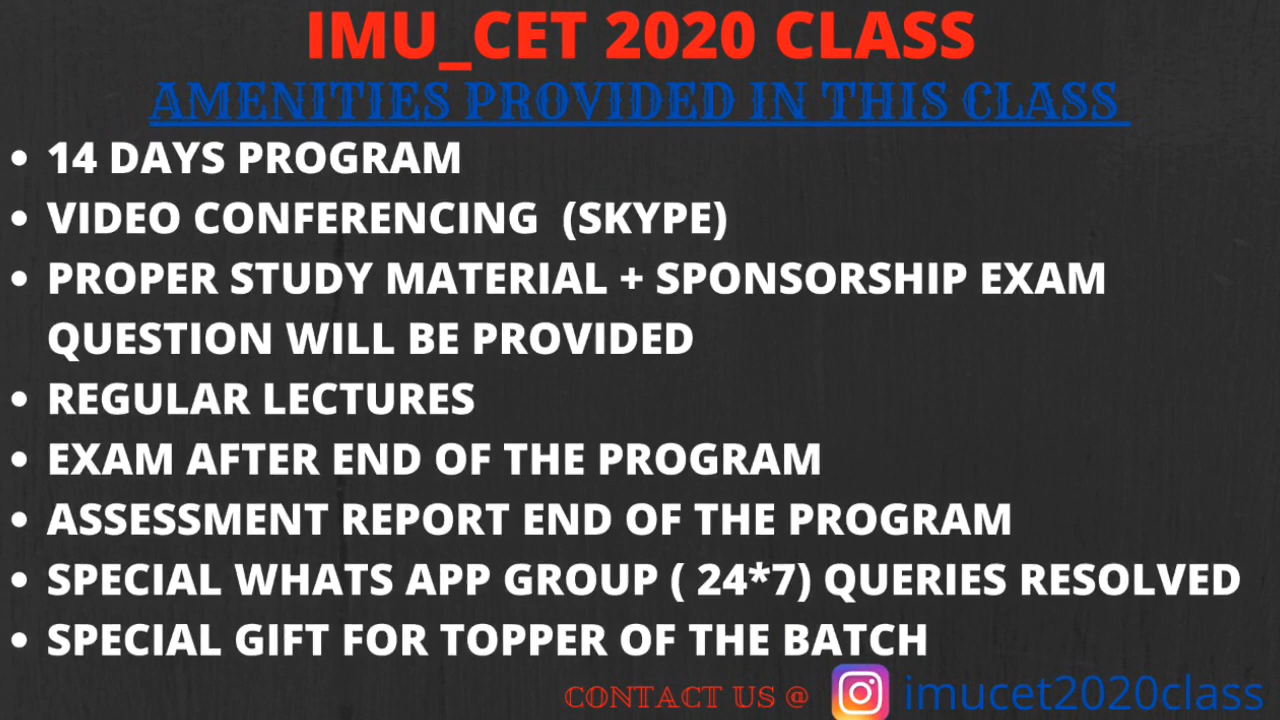 IMU_CET 2020 CLASS
AMENITIES PROVIDED IN THIS CLASS
• 14 DAYS PROGRAM
• VIDEO CONFERENCING (SKYPE)
• PROPER STUDY MATERIAL + SPONSORSHIP EXAM
QUESTION WILL BE PROVIDED
• REGULAR LECTURES
• EXAM AFTER END OF THE PROGRAM
• ASSESSMENT REPORT END OF THE PROGRAM
• SPECIAL WHATS APP GROUP ( 24*7) QUERIES RESOLVED
• SPECIAL GIFT FOR TOPPER OF THE BATCH
CONTACT US @ imucet2020class